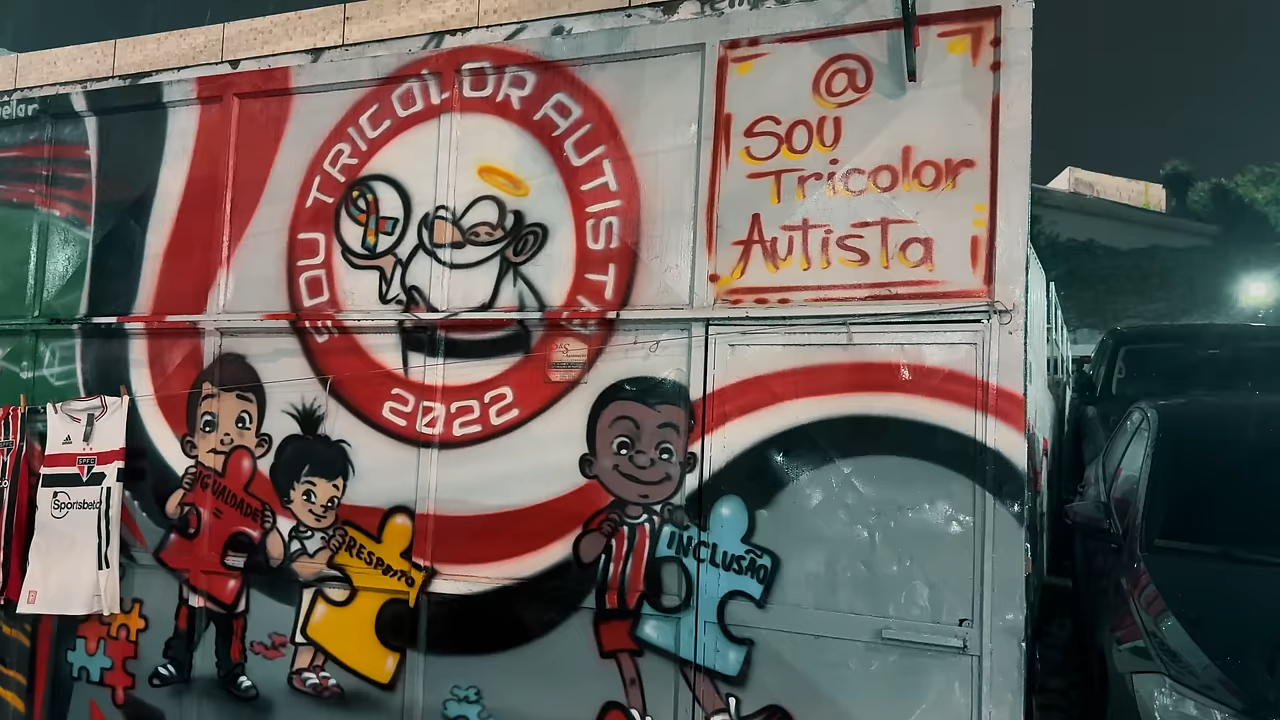 SOU TRICOLOR AUTISTA
2022
@
Sou
Tricolor
Autista
IGUALDADE
=
RESPEITO
INCLUSÃO
SPFC
Sportsbet